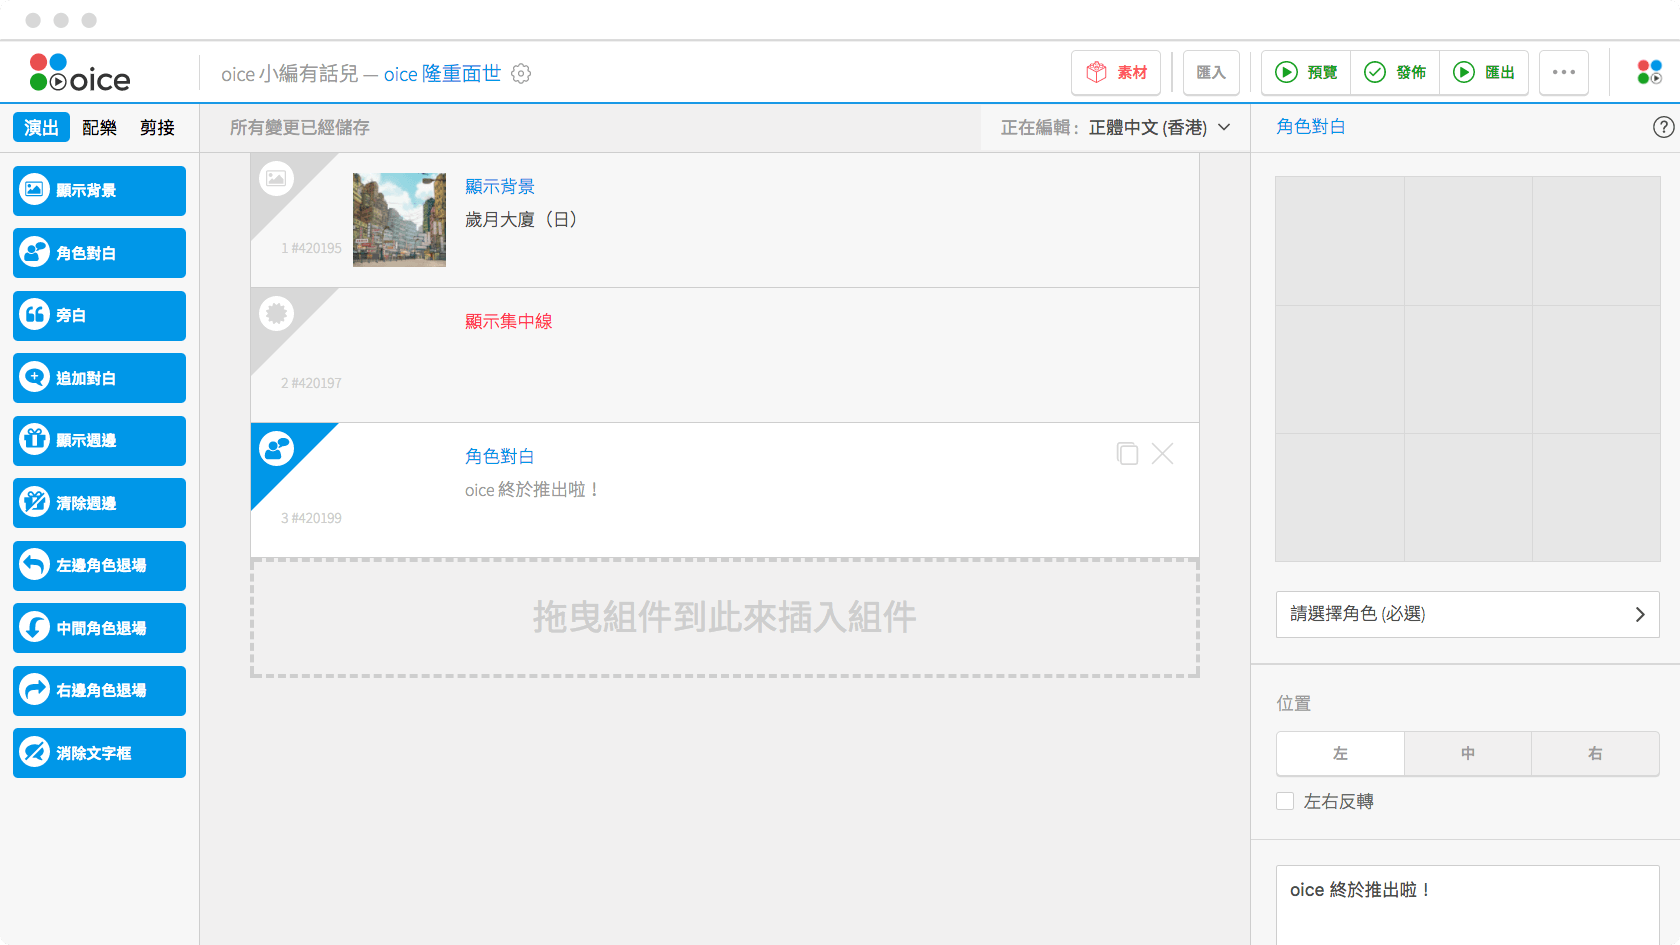 oice
oice 小編有話兒 — oice 隆重面世
素材
匯入
預覽
發佈
匯出
演出
配樂
剪接
所有變更已經儲存
正在編輯： 正體中文 (香港)
角色對白
顯示背景
角色對白
旁白
追加對白
顯示週邊
清除週邊
左邊角色退場
中間角色退場
右邊角色退場
消除文字框
顯示背景
歲月大廈（日）
1 #420195
顯示集中線
2 #420197
角色對白
oice 終於推出啦！
3 #420199
拖曳組件到此來插入組件
請選擇角色 (必選)
位置
左
中
右
左右反轉
oice 終於推出啦！